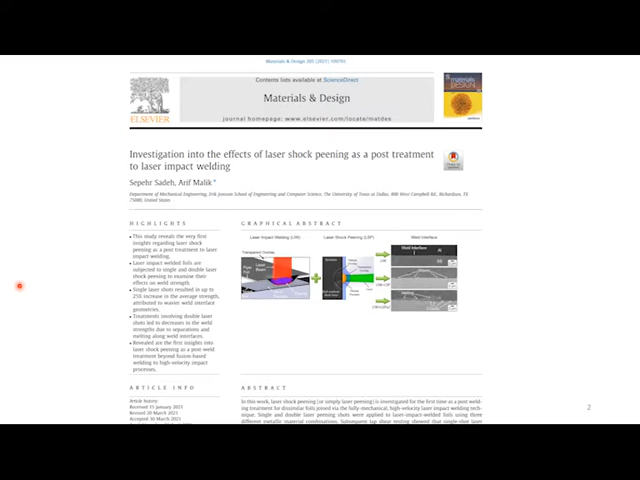 Materials & Design 205 (2021) 109701
Contents lists available at ScienceDirect
Materials & Design
journal homepage: www.elsevier.com/locate/matdes
ELSEVIER
MATERIALS
DESIGN
Investigation into the effects of laser shock peening as a post treatment
to laser impact welding
Sepehr Sadeh, Arif Malik *
Department of Mechanical Engineering, Erik Jonsson School of Engineering and Computer Science, The University of Texas at Dallas, 800 West Campbell Rd., Richardson, TX
75080, United States
HIGHLIGHTS
• This study reveals the very first
insights regarding laser shock
peening as a post treatment to laser
impact welding.
• Laser impact welded foils are
subjected to single and double laser
shock peening to examine their
effects on weld strength.
• Single laser shots resulted in up to
25% increase in the average strength,
attributed to wavier weld interface
geometries.
• Treatments involving double laser
shots led to decreases in the weld
strengths due to separations and
melting along weld interfaces.
• Revealed are the first insights into
laser shock peening as a post-weld
treatment beyond fusion-based
welding to high-velocity impact
processes.
GRAPHICAL ABSTRACT
Laser Impact Welding (LIW)
Laser Shock Peening (LSP)
Weld Interface
Transparent Overlay
Laser
Beam
Weld Interface
ARTICLE INFO
Article history:
Received 15 January 2021
Received 20 March 2021
Accepted 30 March 2021
ABSTRACT
In this work, laser shock peening (or simply laser peening) is investigated for the first time as a post weld-
ing treatment for dissimilar foils joined via the fully-mechanical, high-velocity laser impact welding tech-
nique. Single and double laser peening shots were applied to laser-impact-welded foils using three
different metallic material combinations. Subsequent lap shear testing showed that single-shot laser
2